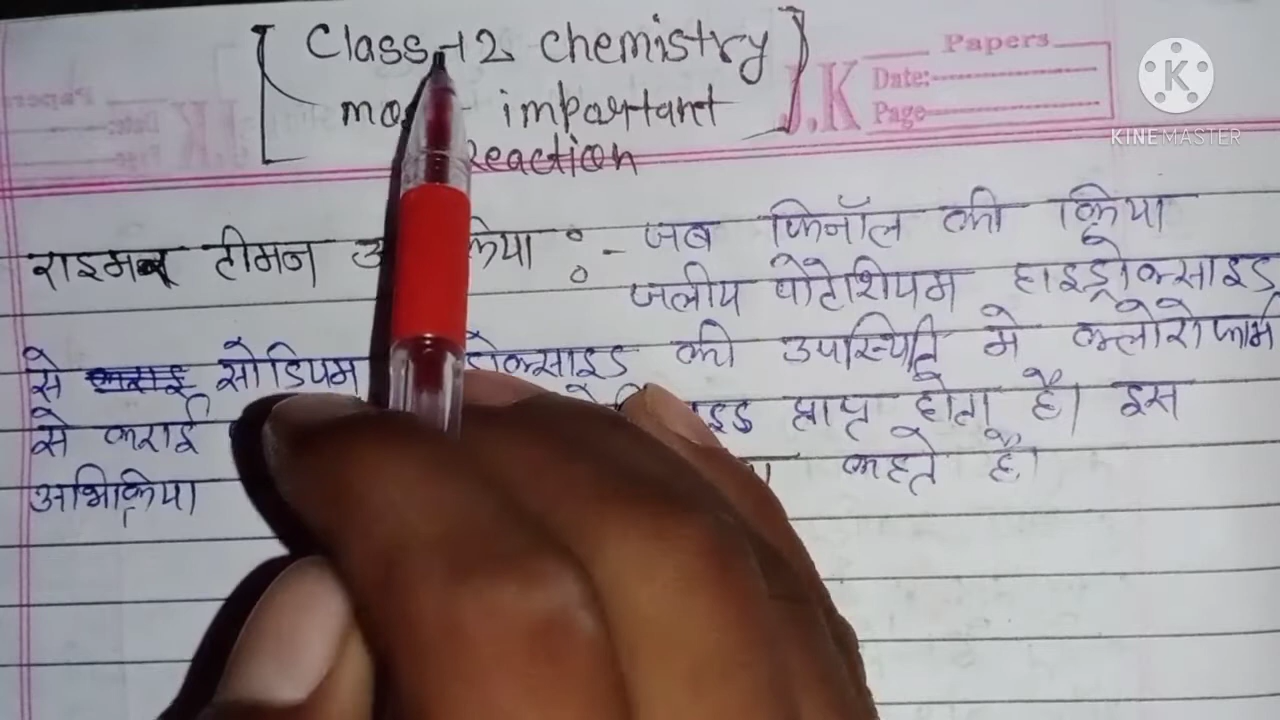 Class-12 chemistry
most important
Reaction
J.K
Papers
Date:
Page
K
KINEMASTER
राइमर टीमन :- जब फिनॉल की क्रिया
जलीय पोटेशियम हाइड्रोक्साइड
से सोडियम की उपस्थिति मे क्लोरोफार्म
से कराई प्राप्त होता है। इस
अभिक्रिया कहते है।